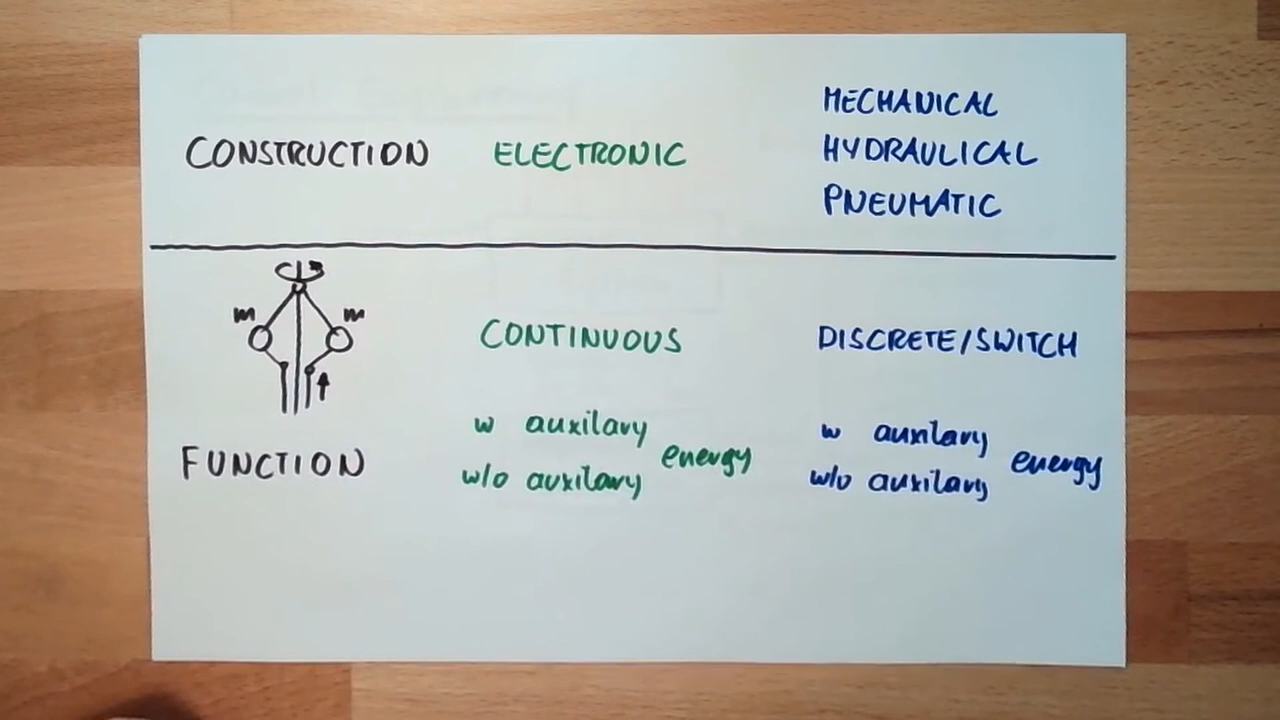 MECHANICAL
CONSTRUCTION ELECTRONIC HYDRAULICAL
PNEUMATIC
m m
CONTINUOUS DISCRETE/SWITCH
w auxilary w auxilary
energy energy
FUNCTION w/o auxilary w/o auxilary